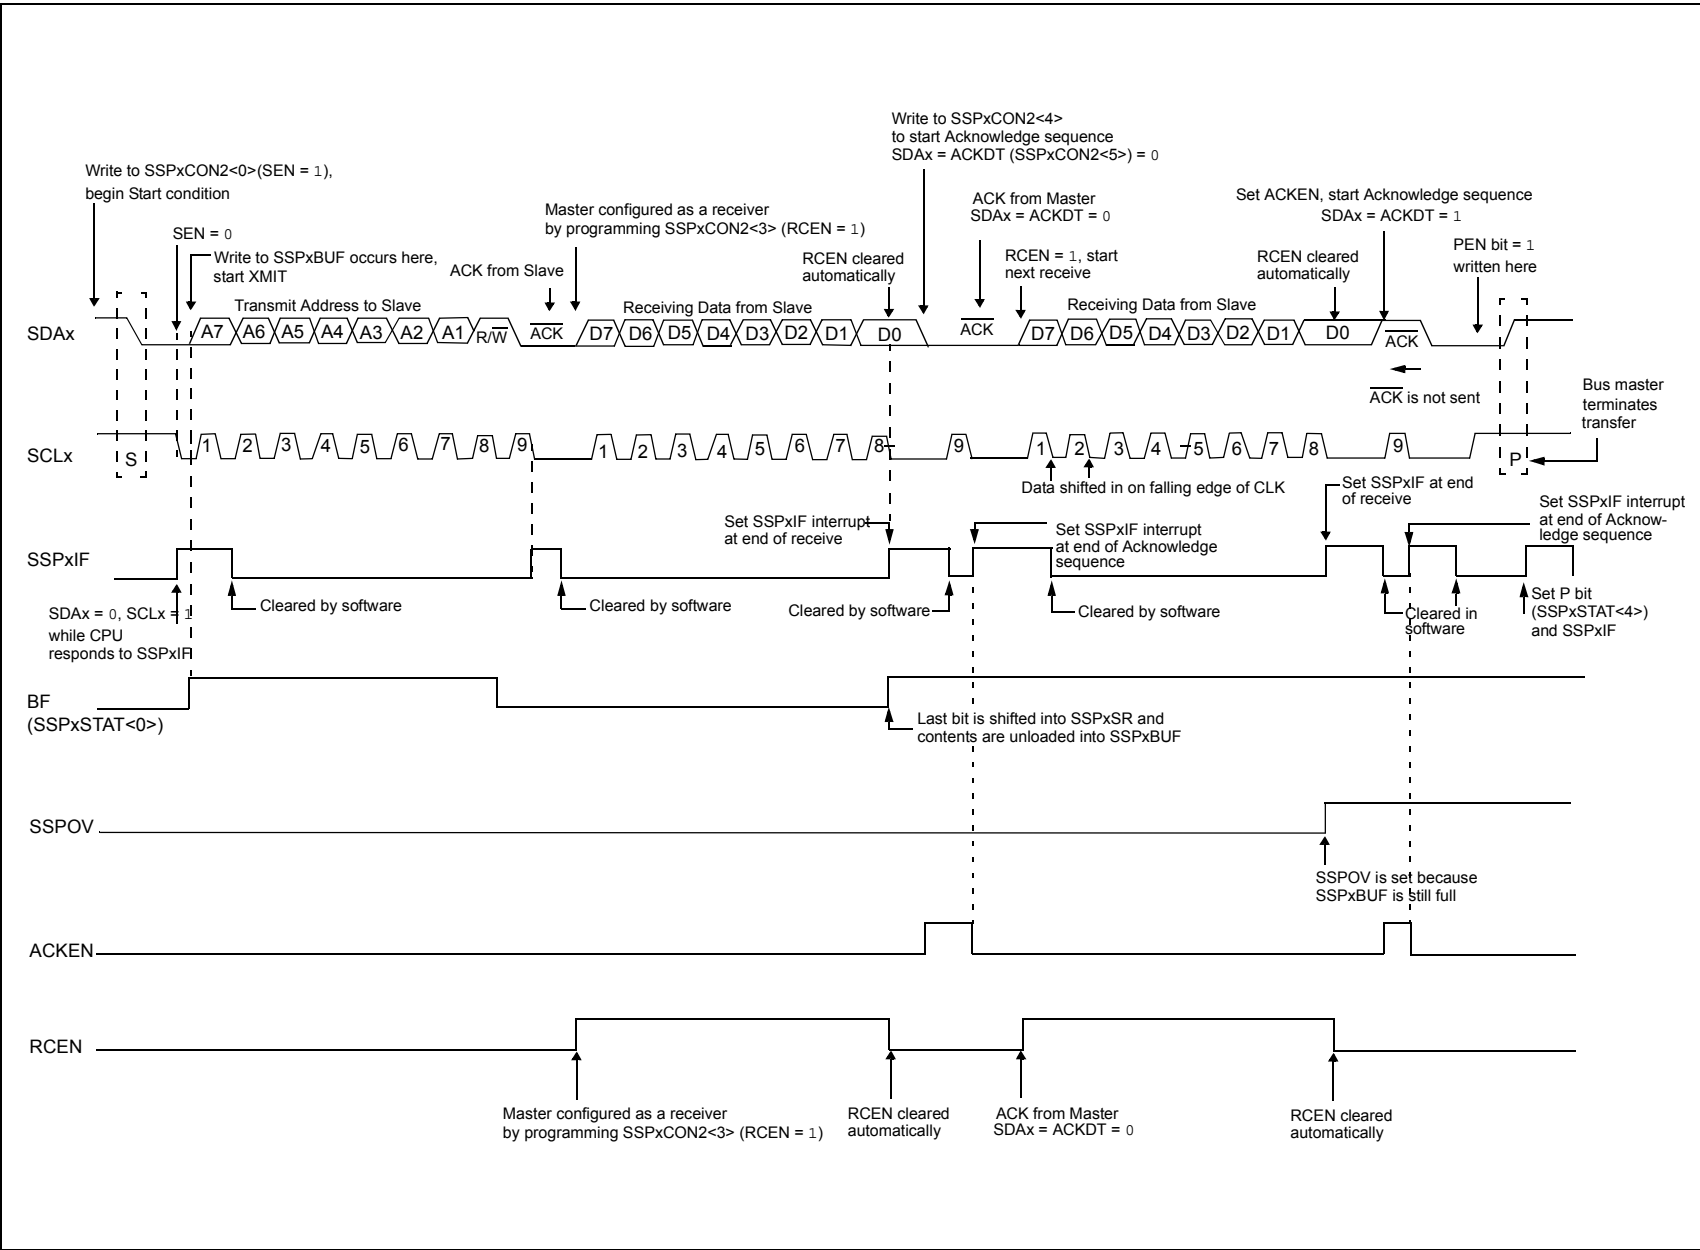 Write to SSPxCON2<4>
to start Acknowledge sequence
SDAx = ACKDT (SSPxCON2<5>) = 0
Write to SSPxCON2<0>(SEN = 1),
begin Start condition
ACK from Master
SDAx = ACKDT = 0
Set ACKEN, start Acknowledge sequence
SDAx = ACKDT = 1
Master configured as a receiver
by programming SSPxCON2<3> (RCEN = 1)
SEN = 0
Write to SSPxBUF occurs here,
start XMIT
ACK from Slave
RCEN cleared
automatically
RCEN = 1, start
next receive
RCEN cleared
automatically
PEN bit = 1
written here
Transmit Address to Slave
Receiving Data from Slave
Receiving Data from Slave
SDAx
A7 A6 A5 A4 A3 A2 A1 R/W ACK D7 D6 D5 D4 D3 D2 D1 D0 ACK D7 D6 D5 D4 D3 D2 D1 D0 ACK
ACK is not sent
Bus master
terminates
transfer
SCLx
S 1 2 3 4 5 6 7 8 9 1 2 3 4 5 6 7 8 9 1 2 3 4 5 6 7 8 9 P
Data shifted in on falling edge of CLK
Set SSPxIF at end
of receive
Set SSPxIF interrupt
at end of receive
Set SSPxIF interrupt
at end of Acknowledge
sequence
Set SSPxIF interrupt
at end of Acknow-
ledge sequence
SSPxIF
SDAx = 0, SCLx = 1
while CPU
responds to SSPxIF
Cleared by software
Cleared by software
Cleared by software
Cleared by software
Cleared in
software
Set P bit
(SSPxSTAT<4>)
and SSPxIF
BF
(SSPxSTAT<0>)
Last bit is shifted into SSPxSR and
contents are unloaded into SSPxBUF
SSPOV
SSPOV is set because
SSPxBUF is still full
ACKEN
RCEN
Master configured as a receiver
by programming SSPxCON2<3> (RCEN = 1)
RCEN cleared
automatically
ACK from Master
SDAx = ACKDT = 0
RCEN cleared
automatically